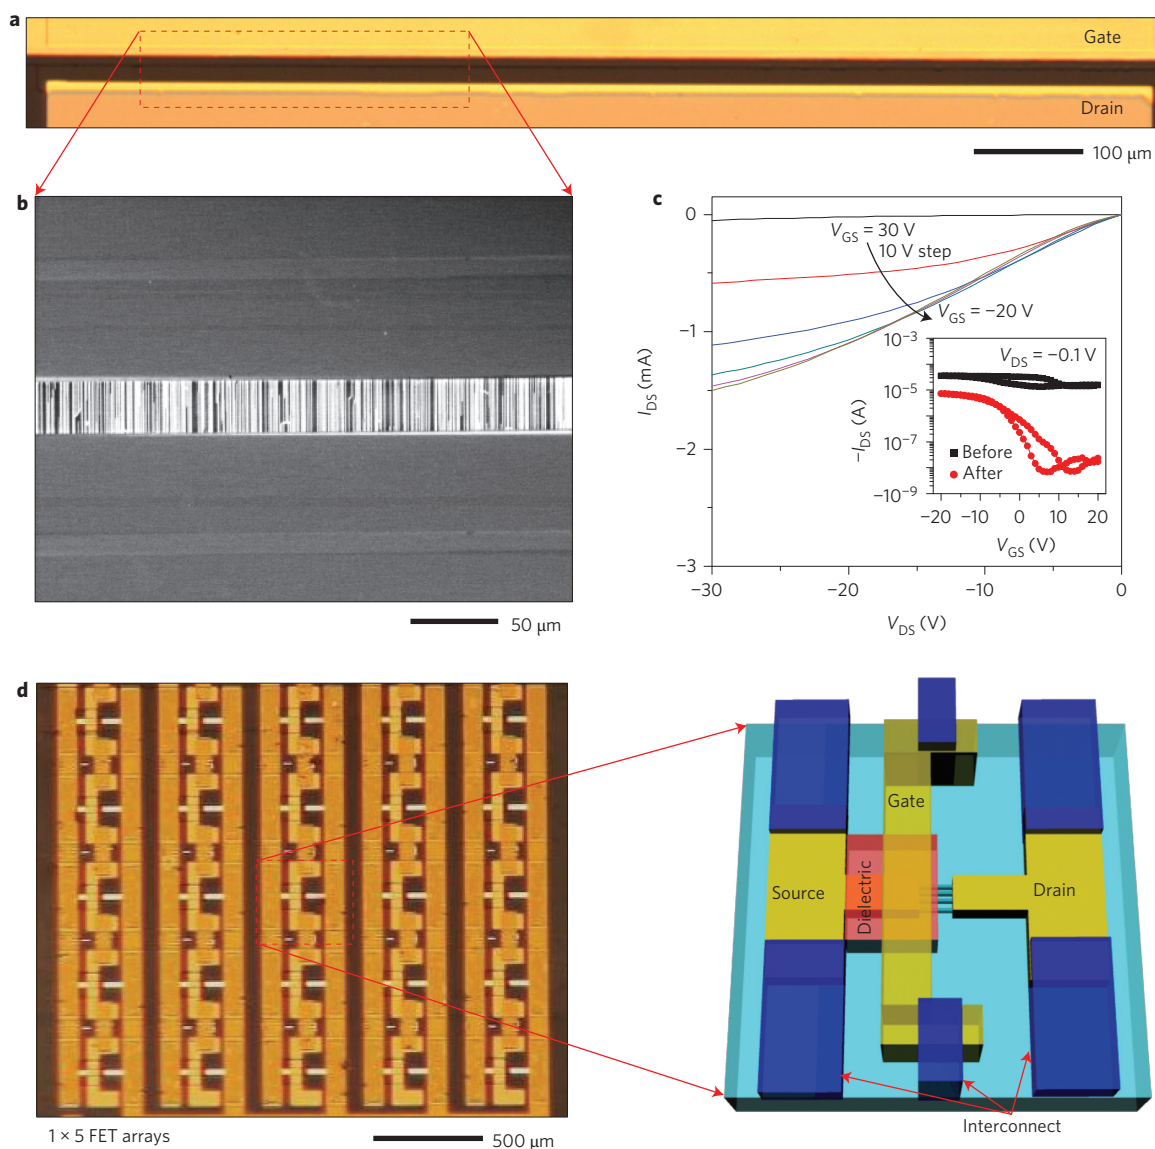 a
Gate
Drain
100 µm
b
50 µm
c
0
−1
−2
−3
I_DS (mA)
−30
−20
−10
0
V_DS (V)
V_GS = 30 V
10 V step
V_GS = −20 V
V_DS = −0.1 V
10⁻³
10⁻⁵
10⁻⁷
10⁻⁹
−I_DS (A)
Before
After
−20
−10
0
10
20
V_GS (V)
d
1 × 5 FET arrays
500 µm
Gate
Source
Dielectric
Drain
Interconnect